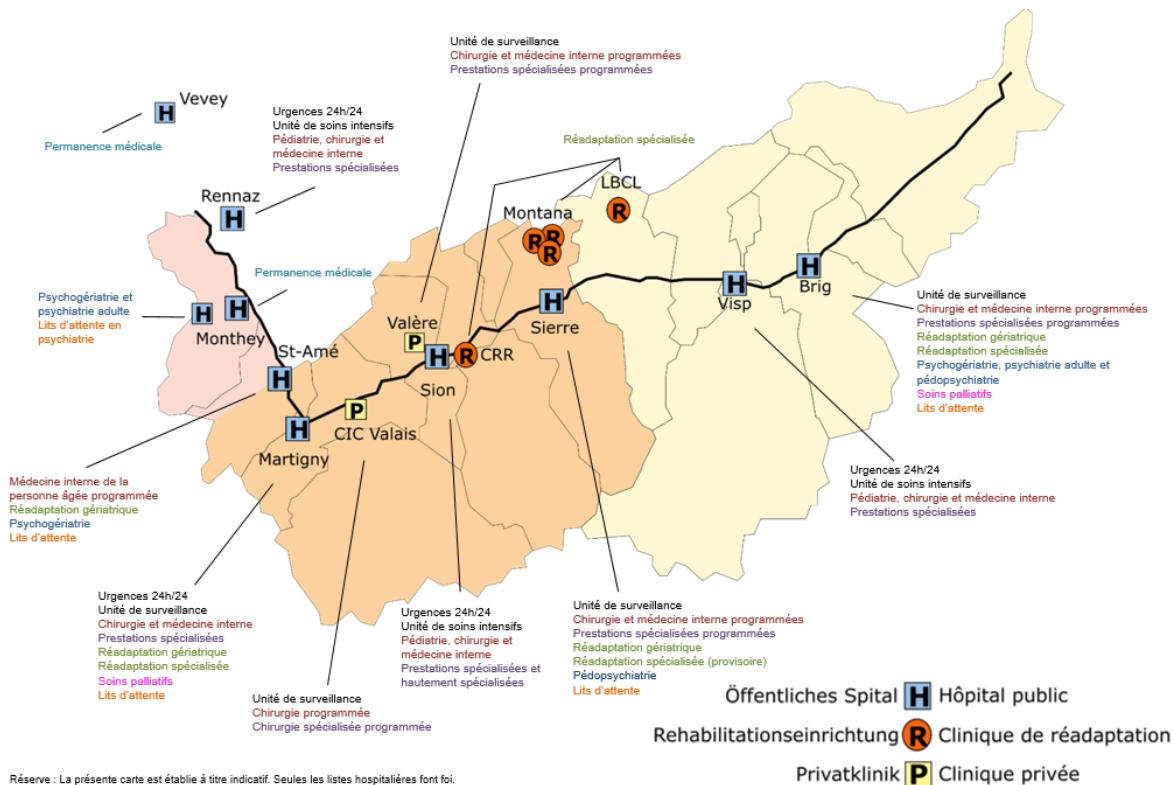 Unité de surveillance
Chirurgie et médecine interne programmées
Prestations spécialisées programmées
H
Vevey
Permanence médicale
Urgences 24h/24
Unité de soins intensifs
Pédiatrie, chirurgie et
médecine interne
Prestations spécialisées
Réadaptation spécialisée
Rennaz
H
LBCL
R
Montana
R
R
R
Permanence médicale
Psychogériatrie et
psychiatrie adulte
Lits d'attente en
psychiatrie
H
H
Monthey
St-Amé
H
Valère
P
H
Sion
R
CRR
H
Sierre
H
Visp
H
Brig
Unité de surveillance
Chirurgie et médecine interne programmées
Prestations spécialisées programmées
Réadaptation gériatrique
Réadaptation spécialisée
Psychogériatrie, psychiatrie adulte et
pédopsychiatrie
Soins palliatifs
Lits d'attente
P
CIC Valais
H
Martigny
Médecine interne de la
personne âgée programmée
Réadaptation gériatrique
Psychogériatrie
Lits d'attente
Urgences 24h/24
Unité de soins intensifs
Pédiatrie, chirurgie et médecine interne
Prestations spécialisées
Urgences 24h/24
Unité de surveillance
Chirurgie et médecine interne
Prestations spécialisées
Réadaptation gériatrique
Réadaptation spécialisée
Soins palliatifs
Lits d'attente
Unité de surveillance
Chirurgie programmée
Chirurgie spécialisée programmée
Urgences 24h/24
Unité de soins intensifs
Pédiatrie, chirurgie et
médecine interne
Prestations spécialisées et
hautement spécialisées
Unité de surveillance
Chirurgie et médecine interne programmées
Prestations spécialisées programmées
Réadaptation gériatrique
Réadaptation spécialisée (provisoire)
Pédopsychiatrie
Lits d'attente
Öffentliches Spital H Hôpital public
Rehabilitationseinrichtung R Clinique de réadaptation
Privatklinik P Clinique privée
Réserve : La présente carte est établie à titre indicatif. Seules les listes hospitalières font foi.